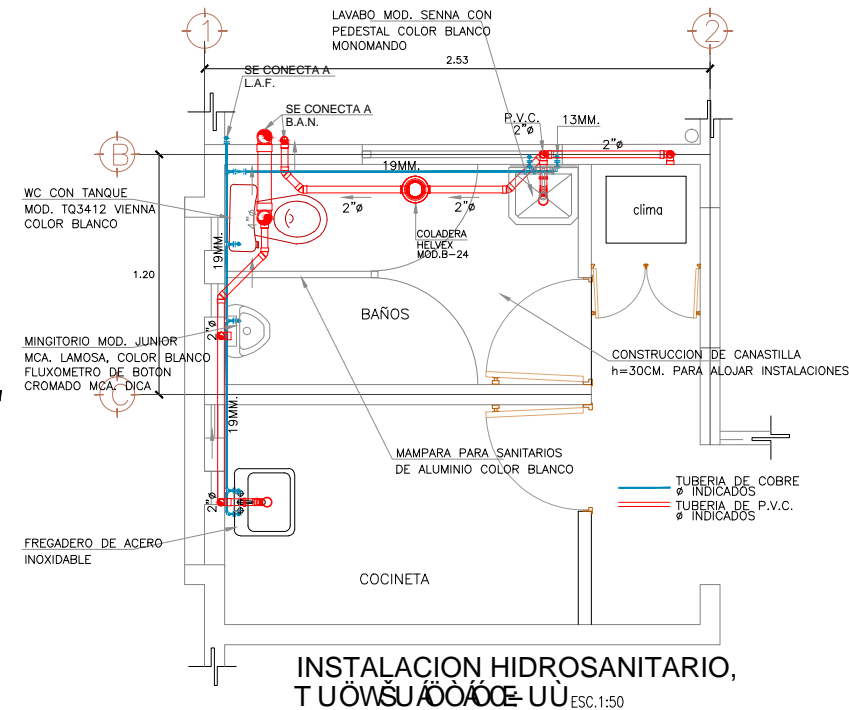 1
2
LAVABO MOD. SENNA CON
PEDESTAL COLOR BLANCO
MONOMANDO
2.53
SE CONECTA A
L.A.F.
SE CONECTA A
B.A.N.
P.V.C.
2"ø
13MM.
2"ø
B
19MM.
WC CON TANQUE
MOD. TQ3412 VIENNA
COLOR BLANCO
4"ø
2"ø
2"ø
clima
COLADERA
HELVEX
MOD.B-24
19MM.
1.20
BAÑOS
2"ø
MINGITORIO MOD. JUNIOR
MCA. LAMOSA, COLOR BLANCO
FLUXOMETRO DE BOTON
CROMADO MCA. DICA
CONSTRUCCION DE CANASTILLA
h=30CM. PARA ALOJAR INSTALACIONES
C
19MM.
MAMPARA PARA SANITARIOS
DE ALUMINIO COLOR BLANCO
TUBERIA DE COBRE
ø INDICADOS
TUBERIA DE P.V.C.
ø INDICADOS
2"ø
FREGADERO DE ACERO
INOXIDABLE
COCINETA
INSTALACION HIDROSANITARIO,
ESC.1:50